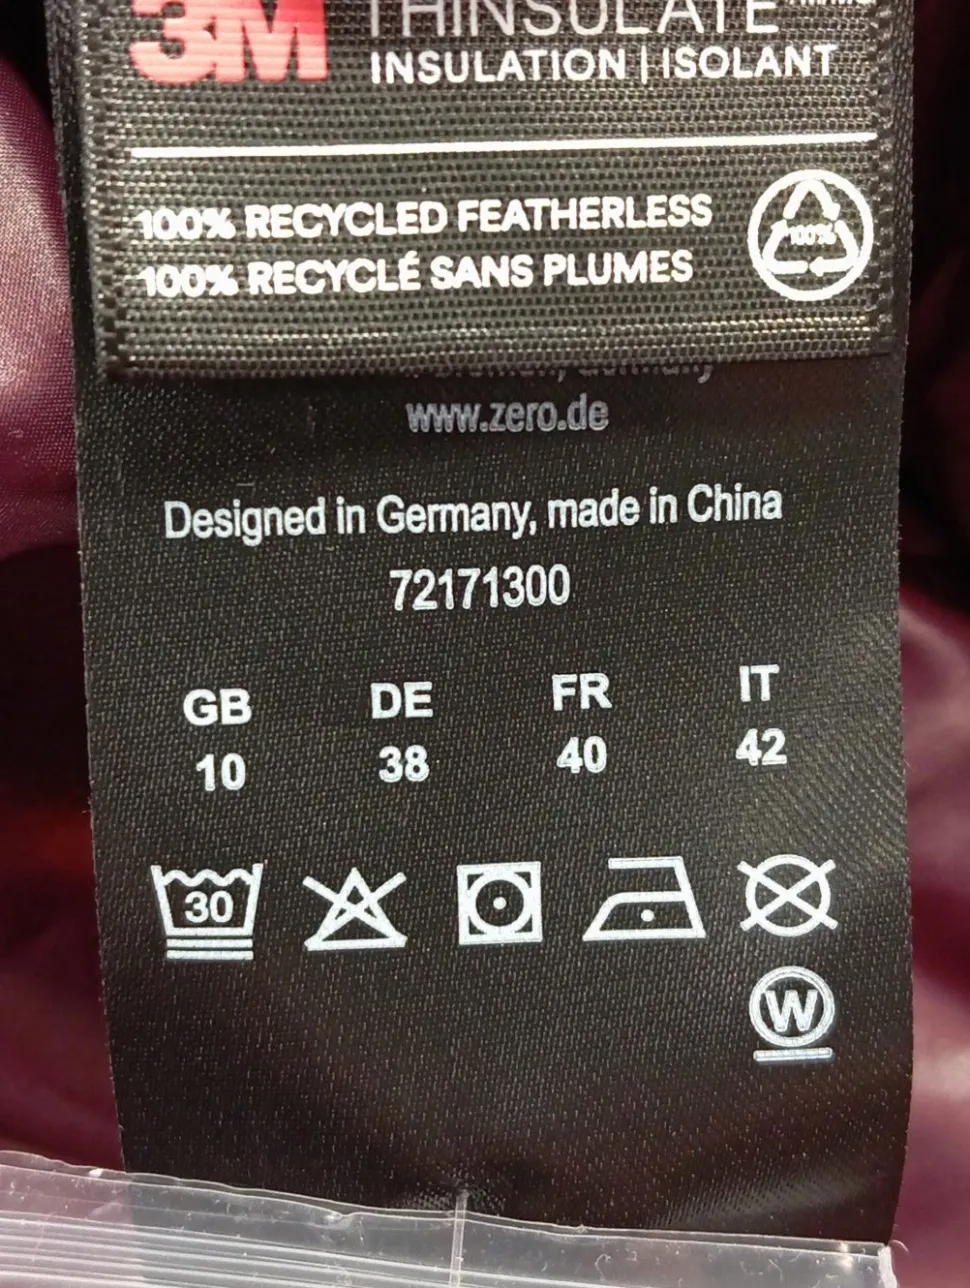 3M THINSULATE
INSULATION | ISOLANT
100% RECYCLED FEATHERLESS
100% RECYCLÉ SANS PLUMES
100%
Germany
www.zero.de
Designed in Germany, made in China
72171300
GB DE FR IT
10 38 40 42
30
W